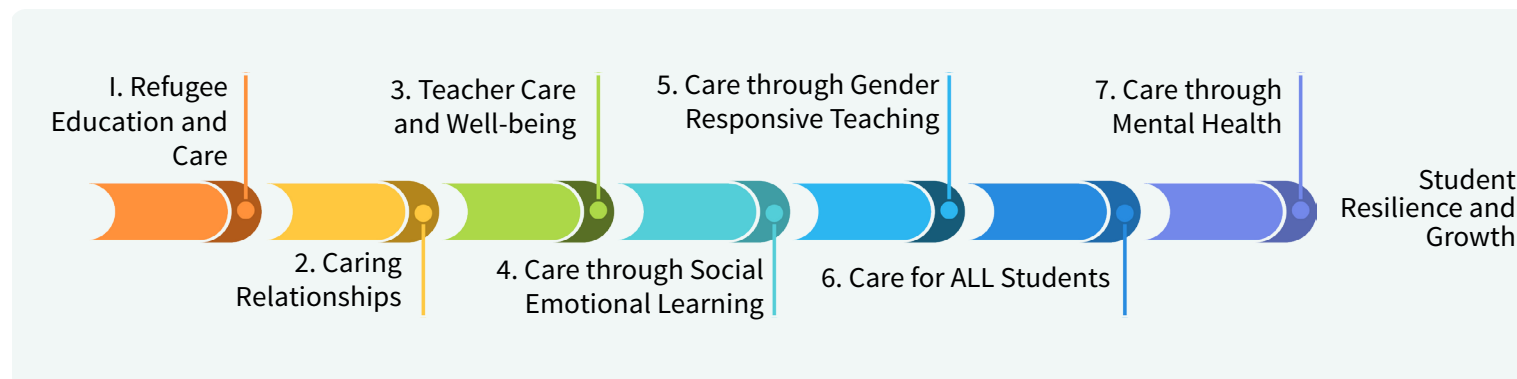 I. Refugee
Education and
Care
2. Caring
Relationships
3. Teacher Care
and Well-being
4. Care through Social
Emotional Learning
5. Care through Gender
Responsive Teaching
6. Care for ALL Students
7. Care through
Mental Health
Student
Resilience and
Growth